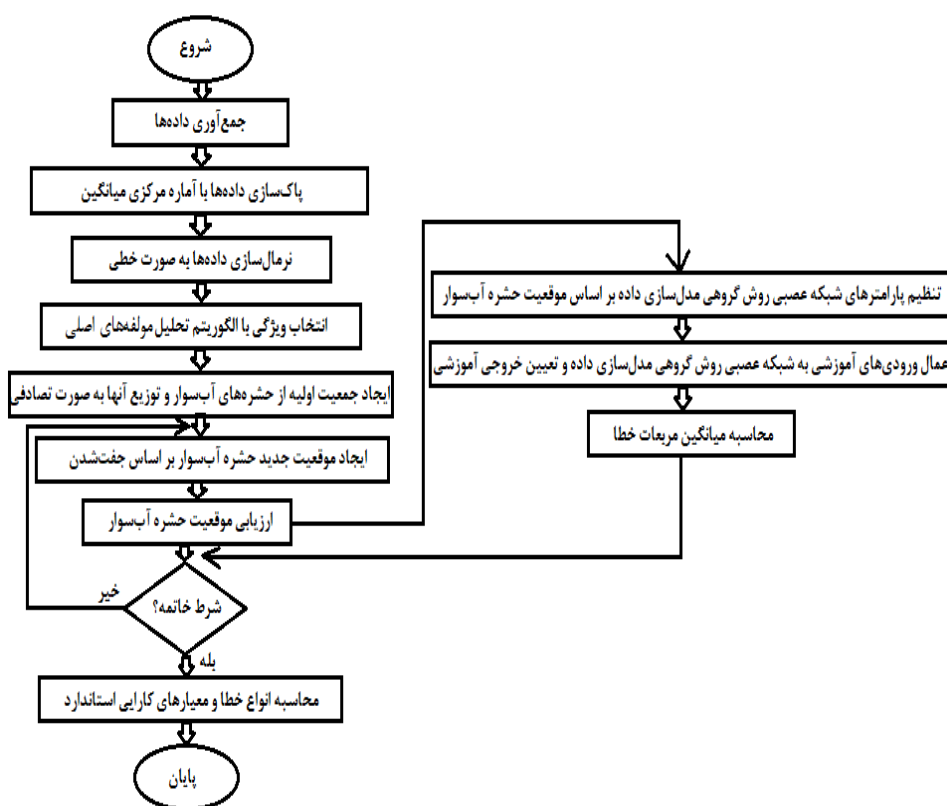 شروع
جمع‌آوری داده‌ها
پاک‌سازی داده‌ها با آماره مرکزی میانگین
نرمال‌سازی داده‌ها به صورت خطی
انتخاب ویژگی با الگوریتم تحلیل مولفه‌های اصلی
ایجاد جمعیت اولیه از حشره‌های آب‌سوار و توزیع آنها به صورت تصادفی
ایجاد موقعیت جدید حشره آب‌سوار بر اساس جفت‌شدن
ارزیابی موقعیت حشره آب‌سوار
تنظیم پارامترهای شبکه عصبی روش گروهی مدل‌سازی داده بر اساس موقعیت حشره آب‌سوار
عمال ورودی‌های آموزشی به شبکه عصبی روش گروهی مدل‌سازی داده و تعیین خروجی آموزشی
محاسبه میانگین مربعات خطا
شرط خاتمه؟
خیر
بله
محاسبه انواع خطا و معیارهای کارایی استاندارد
پایان